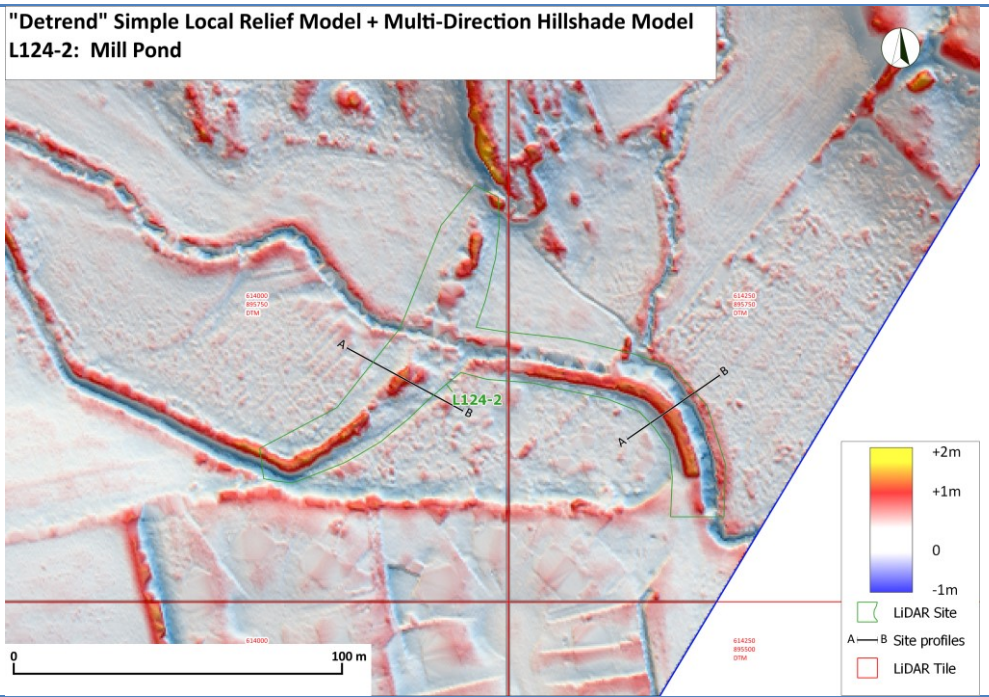 "Detrend" Simple Local Relief Model + Multi-Direction Hillshade Model
L124-2: Mill Pond
614000
895750
DTM
614250
895750
DTM
A
B
L124-2
B
A
+2m
+1m
0
-1m
LiDAR Site
A B Site profiles
LiDAR Tile
614000
614250
895500
DTM
0 100 m